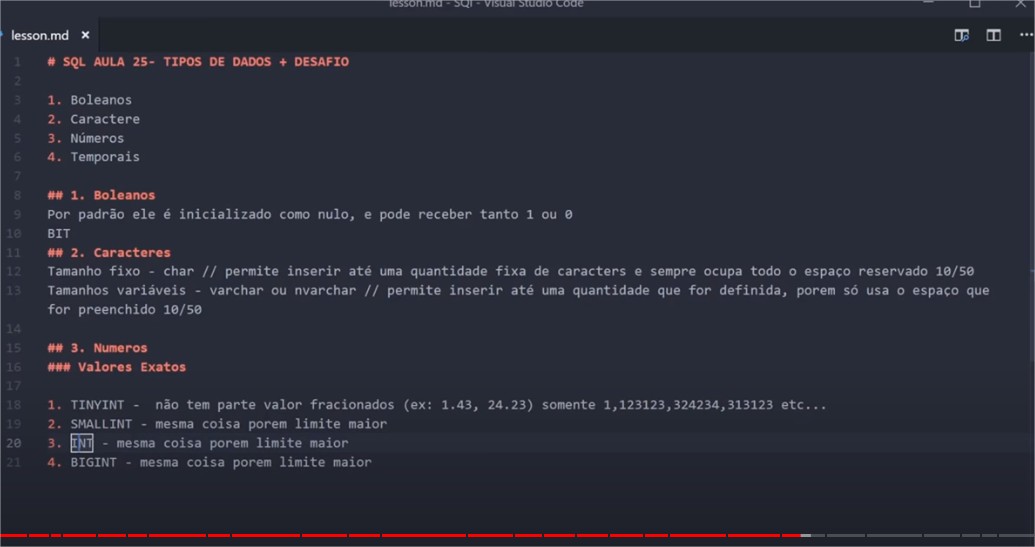 lesson.md - SQl - Visual Studio Code
lesson.md ×
1 # SQL AULA 25- TIPOS DE DADOS + DESAFIO
2
3 1. Boleanos
4 2. Caractere
5 3. Números
6 4. Temporais
7
8 ## 1. Boleanos
9 Por padrão ele é inicializado como nulo, e pode receber tanto 1 ou 0
10 BIT
11 ## 2. Caracteres
12 Tamanho fixo - char // permite inserir até uma quantidade fixa de caracters e sempre ocupa todo o espaço reservado 10/50
13 Tamanhos variáveis - varchar ou nvarchar // permite inserir até uma quantidade que for definida, porem só usa o espaço que
for preenchido 10/50
14
15 ## 3. Numeros
16 ### Valores Exatos
17
18 1. TINYINT - não tem parte valor fracionados (ex: 1.43, 24.23) somente 1,123123,324234,313123 etc...
19 2. SMALLINT - mesma coisa porem limite maior
20 3. INT - mesma coisa porem limite maior
21 4. BIGINT - mesma coisa porem limite maior